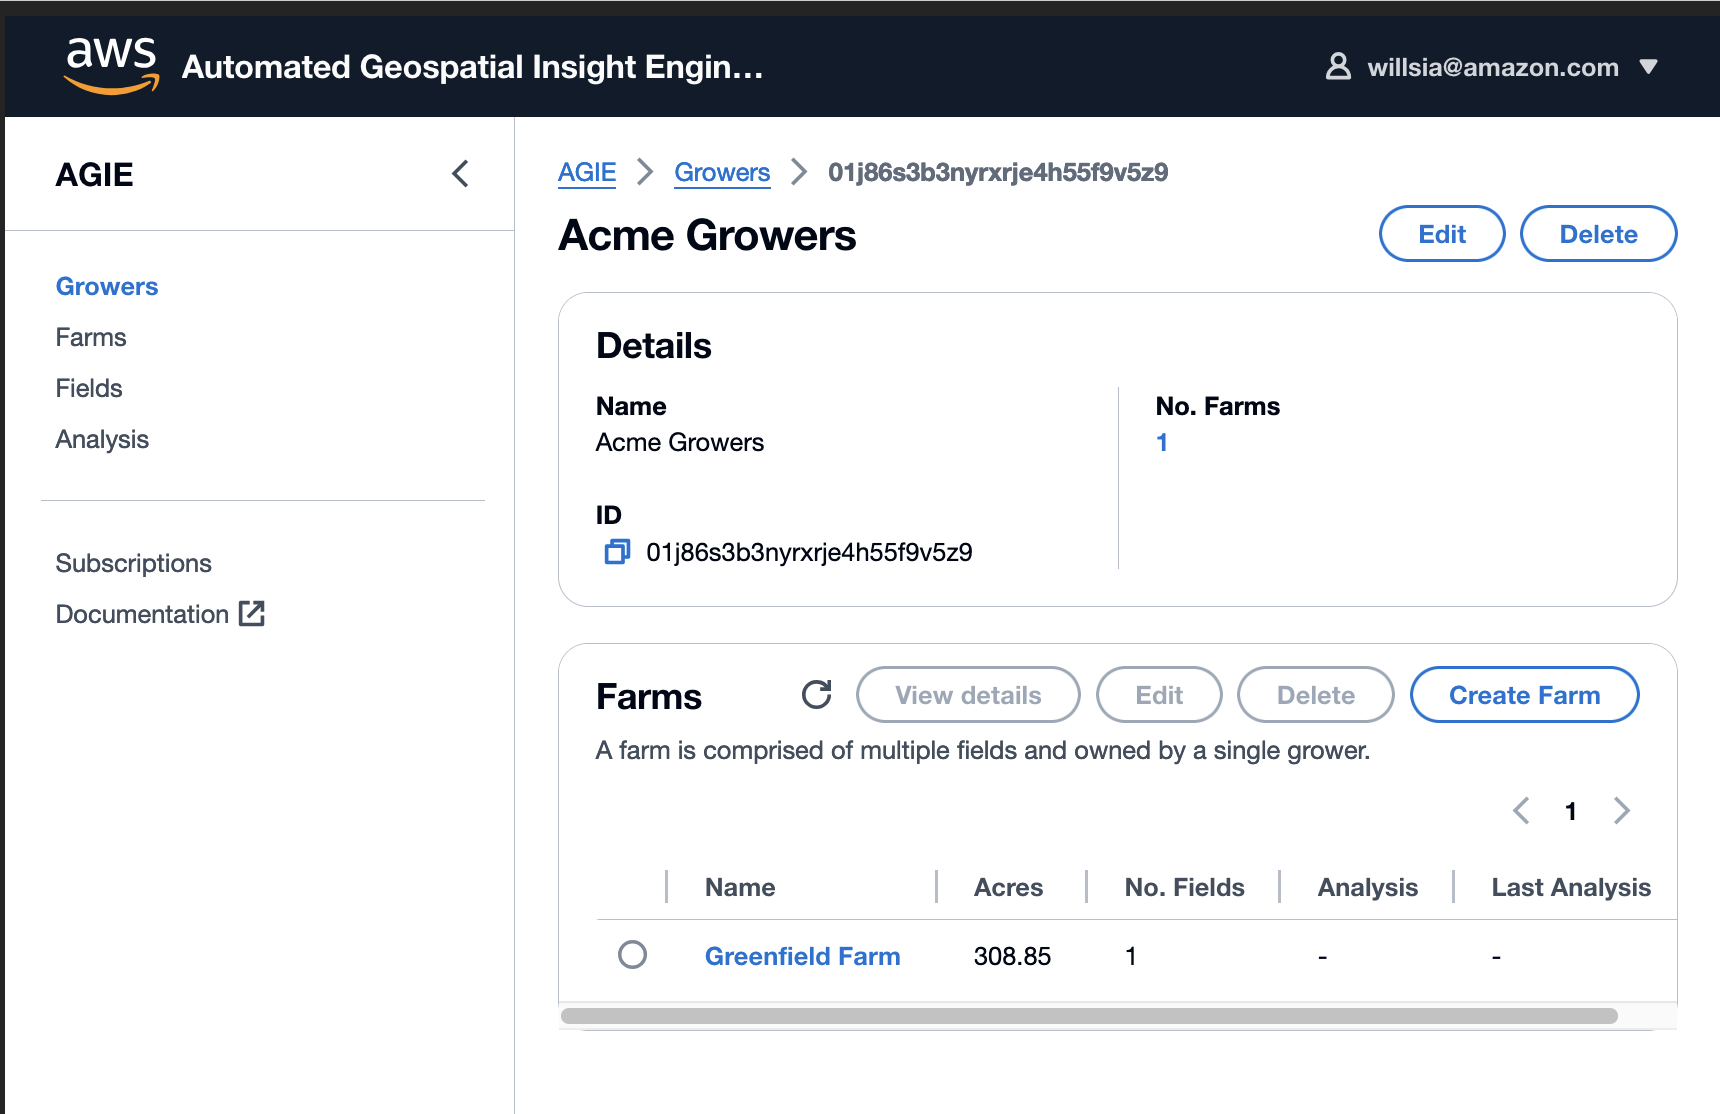 aws
Automated Geospatial Insight Engin...
willsia@amazon.com
AGIE
Growers
Farms
Fields
Analysis
Subscriptions
Documentation
AGIE > Growers > 01j86s3b3nyrxrje4h55f9v5z9
Acme Growers
Edit Delete
Details
Name
Acme Growers
ID
01j86s3b3nyrxrje4h55f9v5z9
No. Farms
1
Farms View details Edit Delete Create Farm
A farm is comprised of multiple fields and owned by a single grower.
1
Name Acres No. Fields Analysis Last Analysis
Greenfield Farm 308.85 1 - -